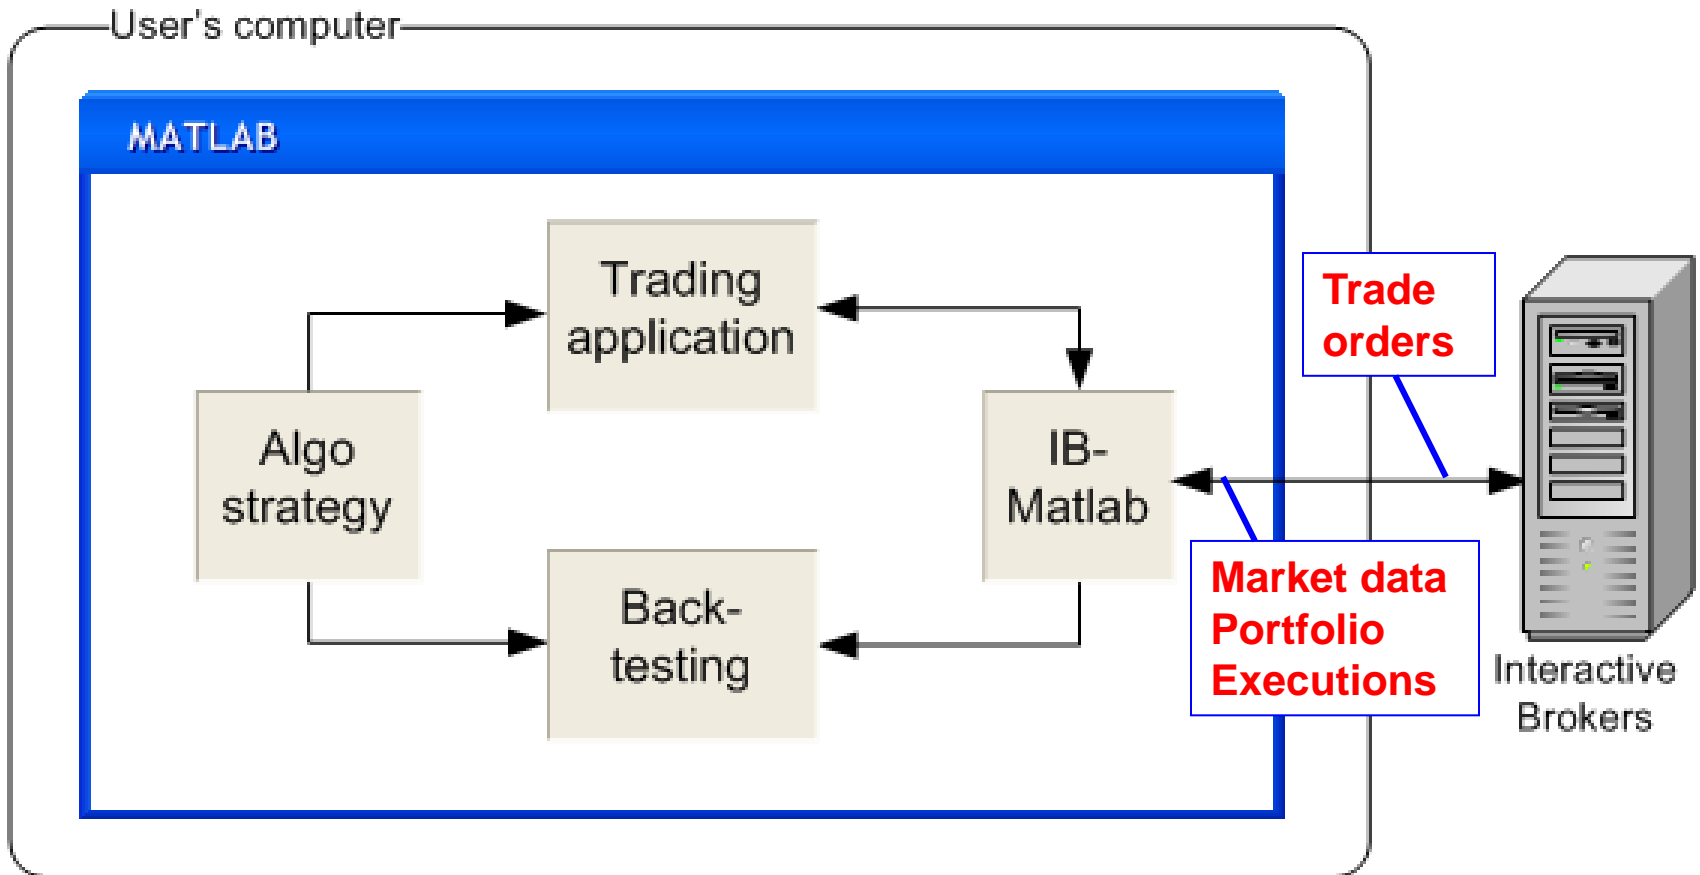 User's computer
MATLAB
Trading
application
Algo
strategy
Back-
testing
IB-
Matlab
Trade
orders
Market data
Portfolio
Executions
Interactive
Brokers